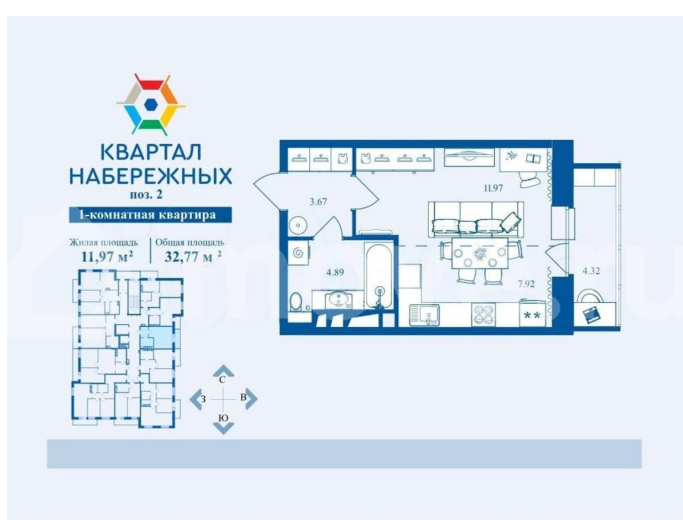 КВАРТАЛ
НАБЕРЕЖНЫХ
поз. 2
1-комнатная квартира
Жилая площадь
11,97 м²
Общая площадь
32,77 м ²
3.67
11.97
4.89
7.92
4.32
**
С
З
В
Ю